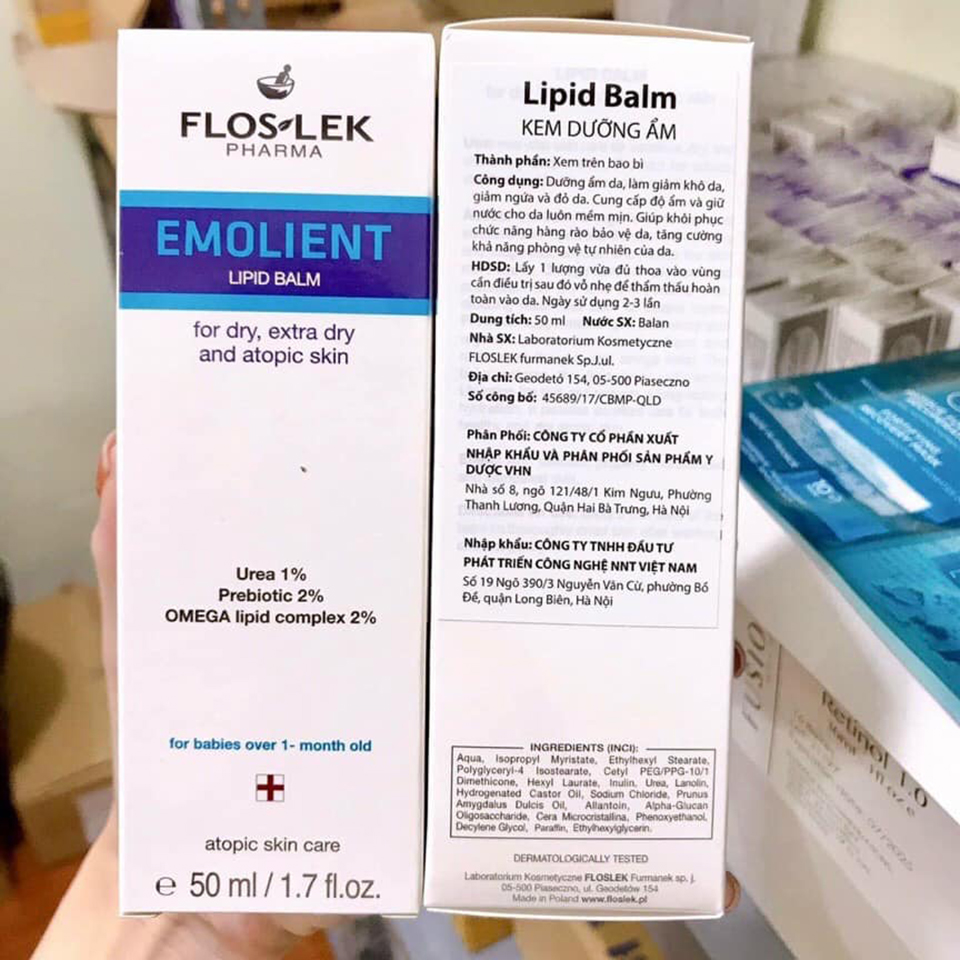 FLOS-LEK
PHARMA
EMOLIENT
LIPID BALM
for dry, extra dry
and atopic skin
Urea 1%
Prebiotic 2%
OMEGA lipid complex 2%
for babies over 1- month old
atopic skin care
e 50 ml / 1.7 fl.oz.
Lipid Balm
KEM DƯỠNG ẨM
Thành phần: Xem trên bao bì
Công dụng: Dưỡng ẩm da, làm giảm khô da,
giảm ngứa và đỏ da. Cung cấp độ ẩm và giữ
nước cho da luôn mềm mịn. Giúp khôi phục
chức năng hàng rào bảo vệ da, tăng cường
khả năng phòng vệ tự nhiên của da.
HDSD: Lấy 1 lượng vừa đủ thoa vào vùng
cần điều trị sau đó vỗ nhẹ để thẩm thấu hoàn
toàn vào da. Ngày sử dụng 2-3 lần
Dung tích: 50 ml Nước SX: Balan
Nhà SX: Laboratorium Kosmetyczne
FLOSLEK furmanek Sp.J.ul.
Địa chỉ: Geodetó 154, 05-500 Piaseczno
Số công bố: 45689/17/CBMP-QLD
Phân Phối: CÔNG TY CỔ PHẦN XUẤT
NHẬP KHẨU VÀ PHÂN PHỐI SẢN PHẨM Y
DƯỢC VHN
Nhà số 8, ngõ 121/48/1 Kim Ngưu, Phường
Thanh Lương, Quận Hai Bà Trưng, Hà Nội
Nhập khẩu: CÔNG TY TNHH ĐẦU TƯ
PHÁT TRIỂN CÔNG NGHỆ NNT VIỆT NAM
Số 19 Ngõ 390/3 Nguyễn Văn Cừ, phường Bồ
Đề, quận Long Biên, Hà Nội
INGREDIENTS (INCI):
Aqua, Isopropyl Myristate, Ethylhexyl Stearate,
Polyglyceryl-4 Isostearate, Cetyl PEG/PPG-10/1
Dimethicone, Hexyl Laurate, Inulin, Urea, Lanolin,
Hydrogenated Castor Oil, Sodium Chloride, Prunus
Amygdalus Dulcis Oil, Allantoin, Alpha-Glucan
Oligosaccharide, Cera Microcristallina, Phenoxyethanol,
Decylene Glycol, Paraffin, Ethylhexylglycerin.
DERMATOLOGICALLY TESTED
Laboratorium Kosmetyczne FLOSLEK Furmanek sp. j.
05-500 Piaseczno, ul. Geodetów 154
Made in Poland www.floslek.pl
FUSIO
Retinol 1.0